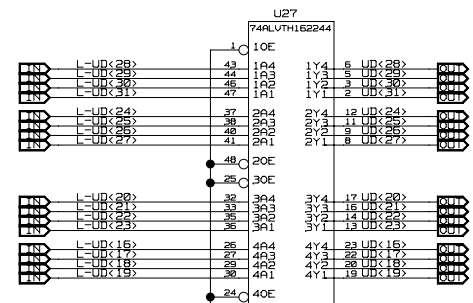 U27
74ALVTH162244
1 1OE
IN L-UD<28> 43 1A4 1Y4 6 UD<28> OUT
IN L-UD<29> 44 1A3 1Y3 5 UD<29> OUT
IN L-UD<30> 46 1A2 1Y2 3 UD<30> OUT
IN L-UD<31> 47 1A1 1Y1 2 UD<31> OUT
IN L-UD<24> 37 2A4 2Y4 12 UD<24> OUT
IN L-UD<25> 38 2A3 2Y3 11 UD<25> OUT
IN L-UD<26> 40 2A2 2Y2 9 UD<26> OUT
IN L-UD<27> 41 2A1 2Y1 8 UD<27> OUT
48 2OE
25 3OE
IN L-UD<20> 32 3A4 3Y4 17 UD<20> OUT
IN L-UD<21> 33 3A3 3Y3 16 UD<21> OUT
IN L-UD<22> 35 3A2 3Y2 14 UD<22> OUT
IN L-UD<23> 36 3A1 3Y1 13 UD<23> OUT
IN L-UD<16> 26 4A4 4Y4 23 UD<16> OUT
IN L-UD<17> 27 4A3 4Y3 22 UD<17> OUT
IN L-UD<18> 29 4A2 4Y2 20 UD<18> OUT
IN L-UD<19> 30 4A1 4Y1 19 UD<19> OUT
24 4OE